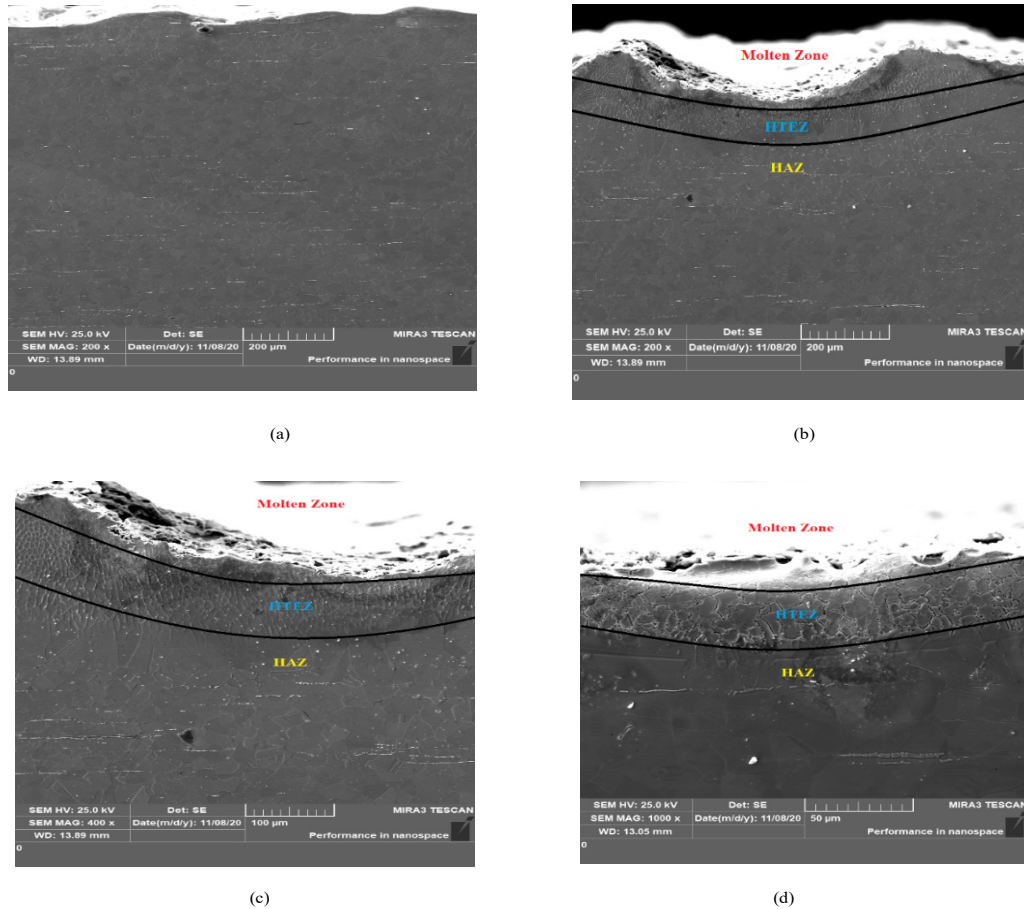 SEM HV: 25.0 kV Det: SE MIRA3 TESCAN
SEM MAG: 200 x Date(m/d/y): 11/08/20 200 µm
WD: 13.89 mm Performance in nanospace
0
(a)
Molten Zone
HTEZ
HAZ
SEM HV: 25.0 kV Det: SE MIRA3 TESCAN
SEM MAG: 200 x Date(m/d/y): 11/08/20 200 µm
WD: 13.89 mm Performance in nanospace
0
(b)
Molten Zone
HTEZ
HAZ
SEM HV: 25.0 kV Det: SE MIRA3 TESCAN
SEM MAG: 400 x Date(m/d/y): 11/08/20 100 µm
WD: 13.89 mm Performance in nanospace
0
(c)
Molten Zone
HTEZ
HAZ
SEM HV: 25.0 kV Det: SE MIRA3 TESCAN
SEM MAG: 1000 x Date(m/d/y): 11/08/20 50 µm
WD: 13.05 mm Performance in nanospace
0
(d)